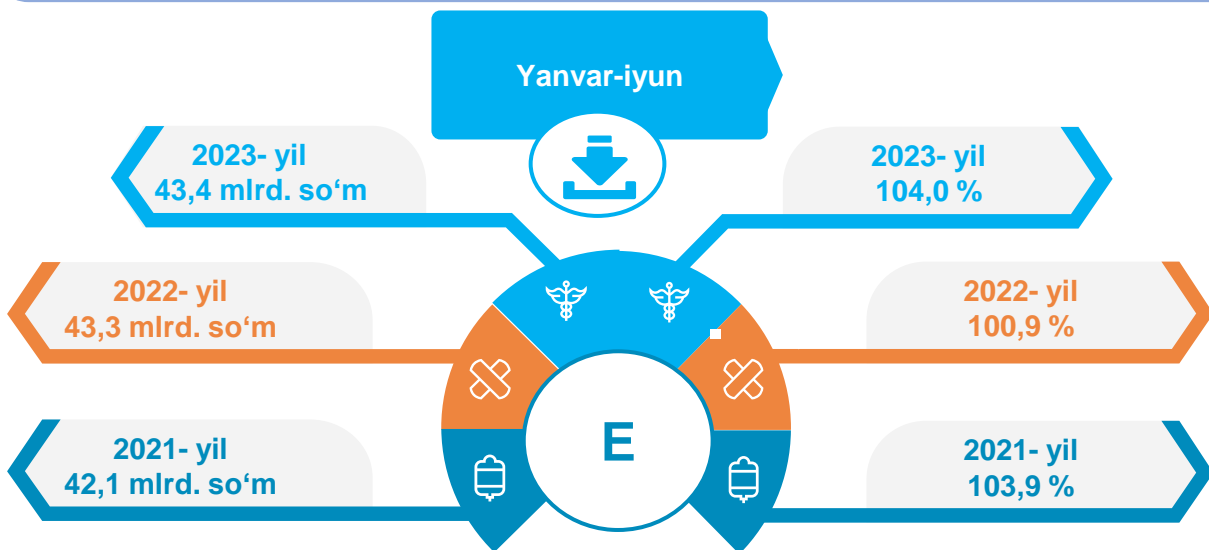 Yanvar-iyun
2023- yil
43,4 mlrd. so‘m
2023- yil
104,0 %
2022- yil
43,3 mlrd. so‘m
2022- yil
100,9 %
E
2021- yil
42,1 mlrd. so‘m
2021- yil
103,9 %